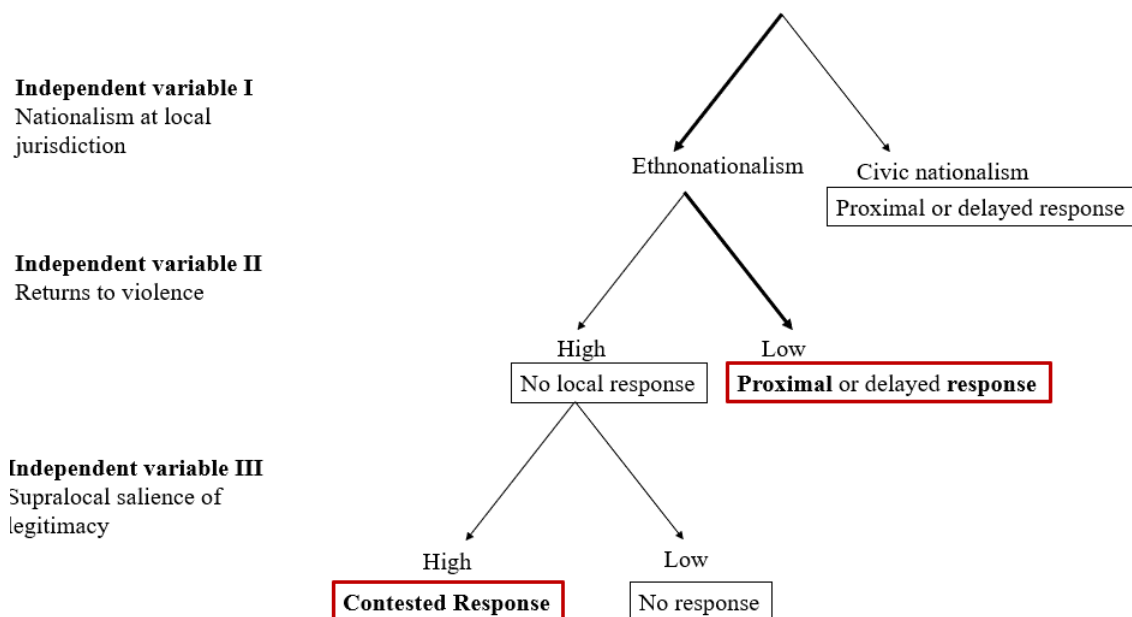 Independent variable I
Nationalism at local
jurisdiction
Ethnonationalism
Civic nationalism
Proximal or delayed response
Independent variable II
Returns to violence
High
Low
No local response
Proximal or delayed response
Independent variable III
Supralocal salience of
legitimacy
High
Low
Contested Response
No response